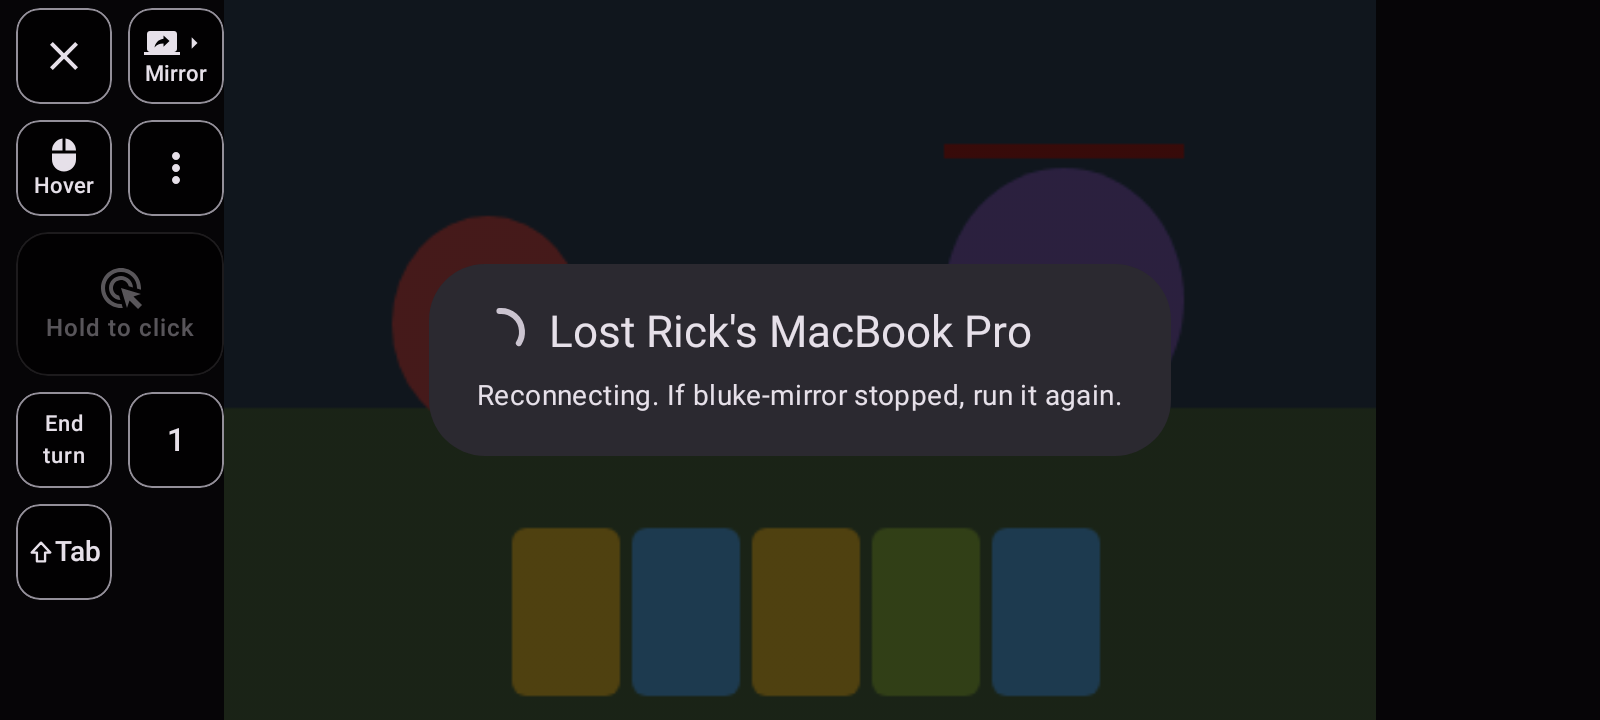 Mirror
Hover
Hold to click
End
turn
1
Tab
Lost Rick's MacBook Pro
Reconnecting. If bluke-mirror stopped, run it again.